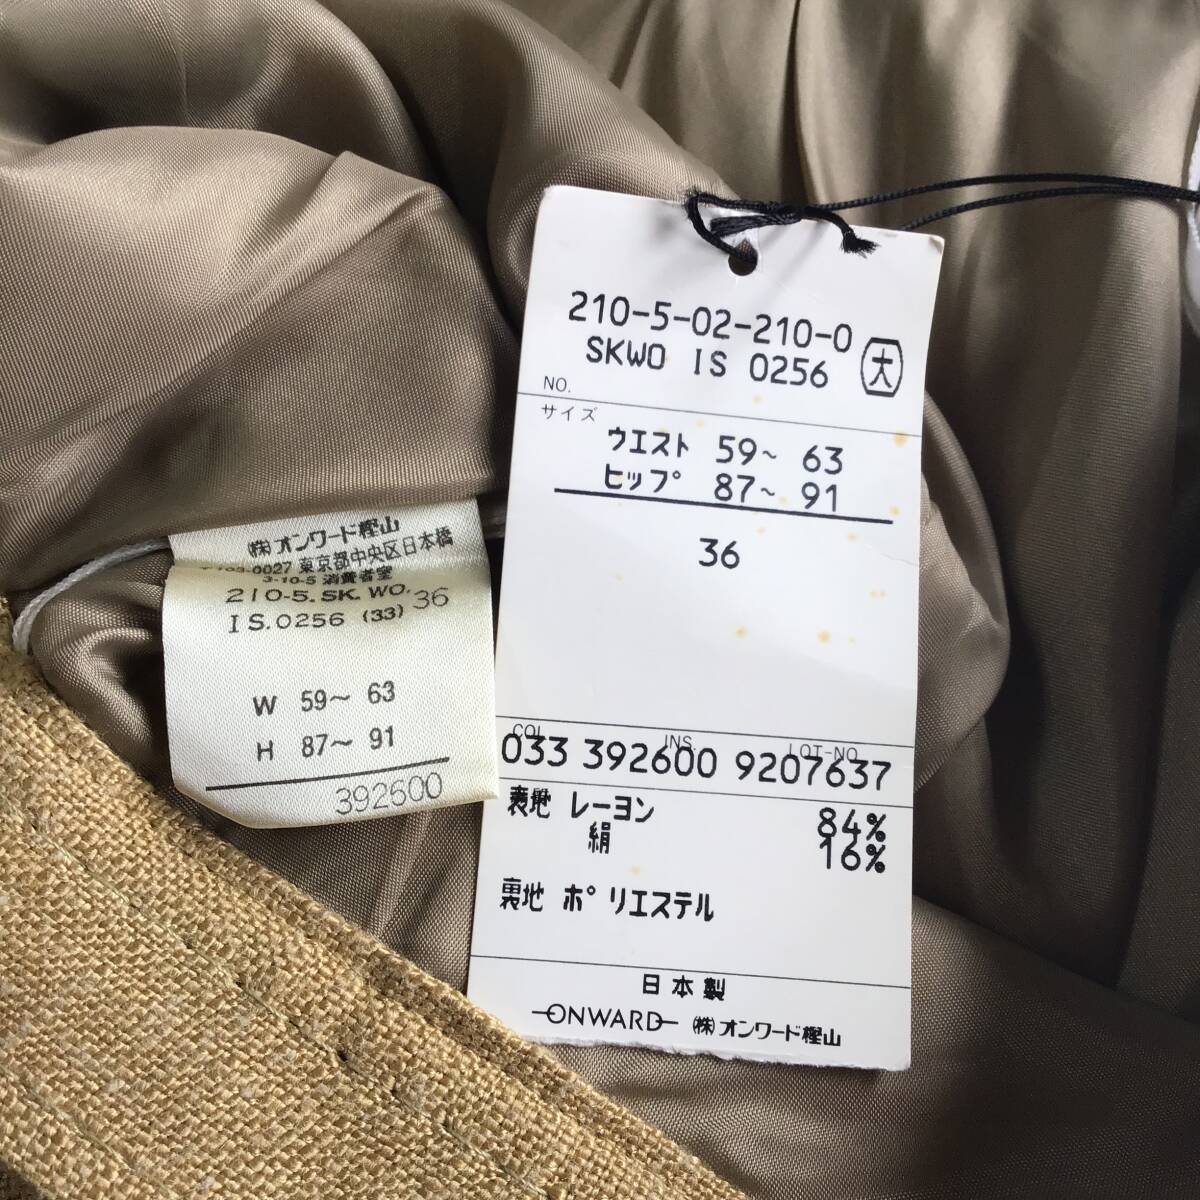 (株)オンワード樫山
0027 東京都中央区日本橋
3-10-5 消費者室
210-5.SK.WO. 36
IS.0256 (33)
W 59～ 63
H 87～ 91
392600
210-5-02-210-0
SKWO IS 0256 大
NO.
サイズ
ウエスト 59～ 63
ヒップ 87～ 91
36
COL INS. LOT-NO.
033 392600 9207637
表地 レーヨン 84%
絹 16%
裏地 ポリエステル
日本製
ONWARD (株)オンワード樫山